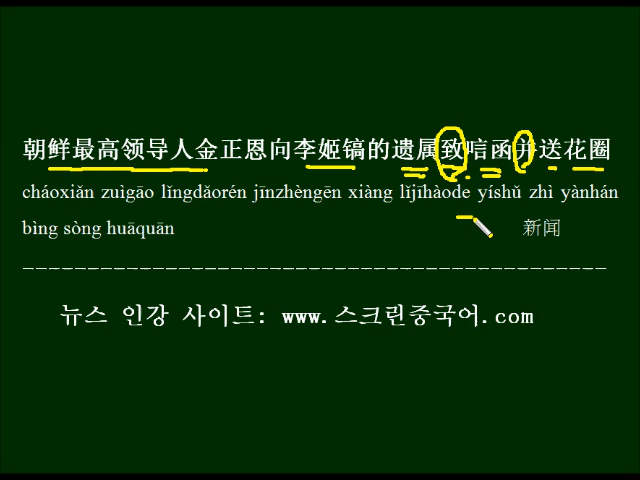 朝鲜最高领导人金正恩向李姬镐的遗属致唁函并送花圈
cháoxiǎn zuìgāo lǐngdǎorén jīnzhèngēn xiàng lǐjīhàode yíshǔ zhì yànhán
bìng sòng huāquān
新闻
뉴스 인강 사이트: www.스크린중국어.com